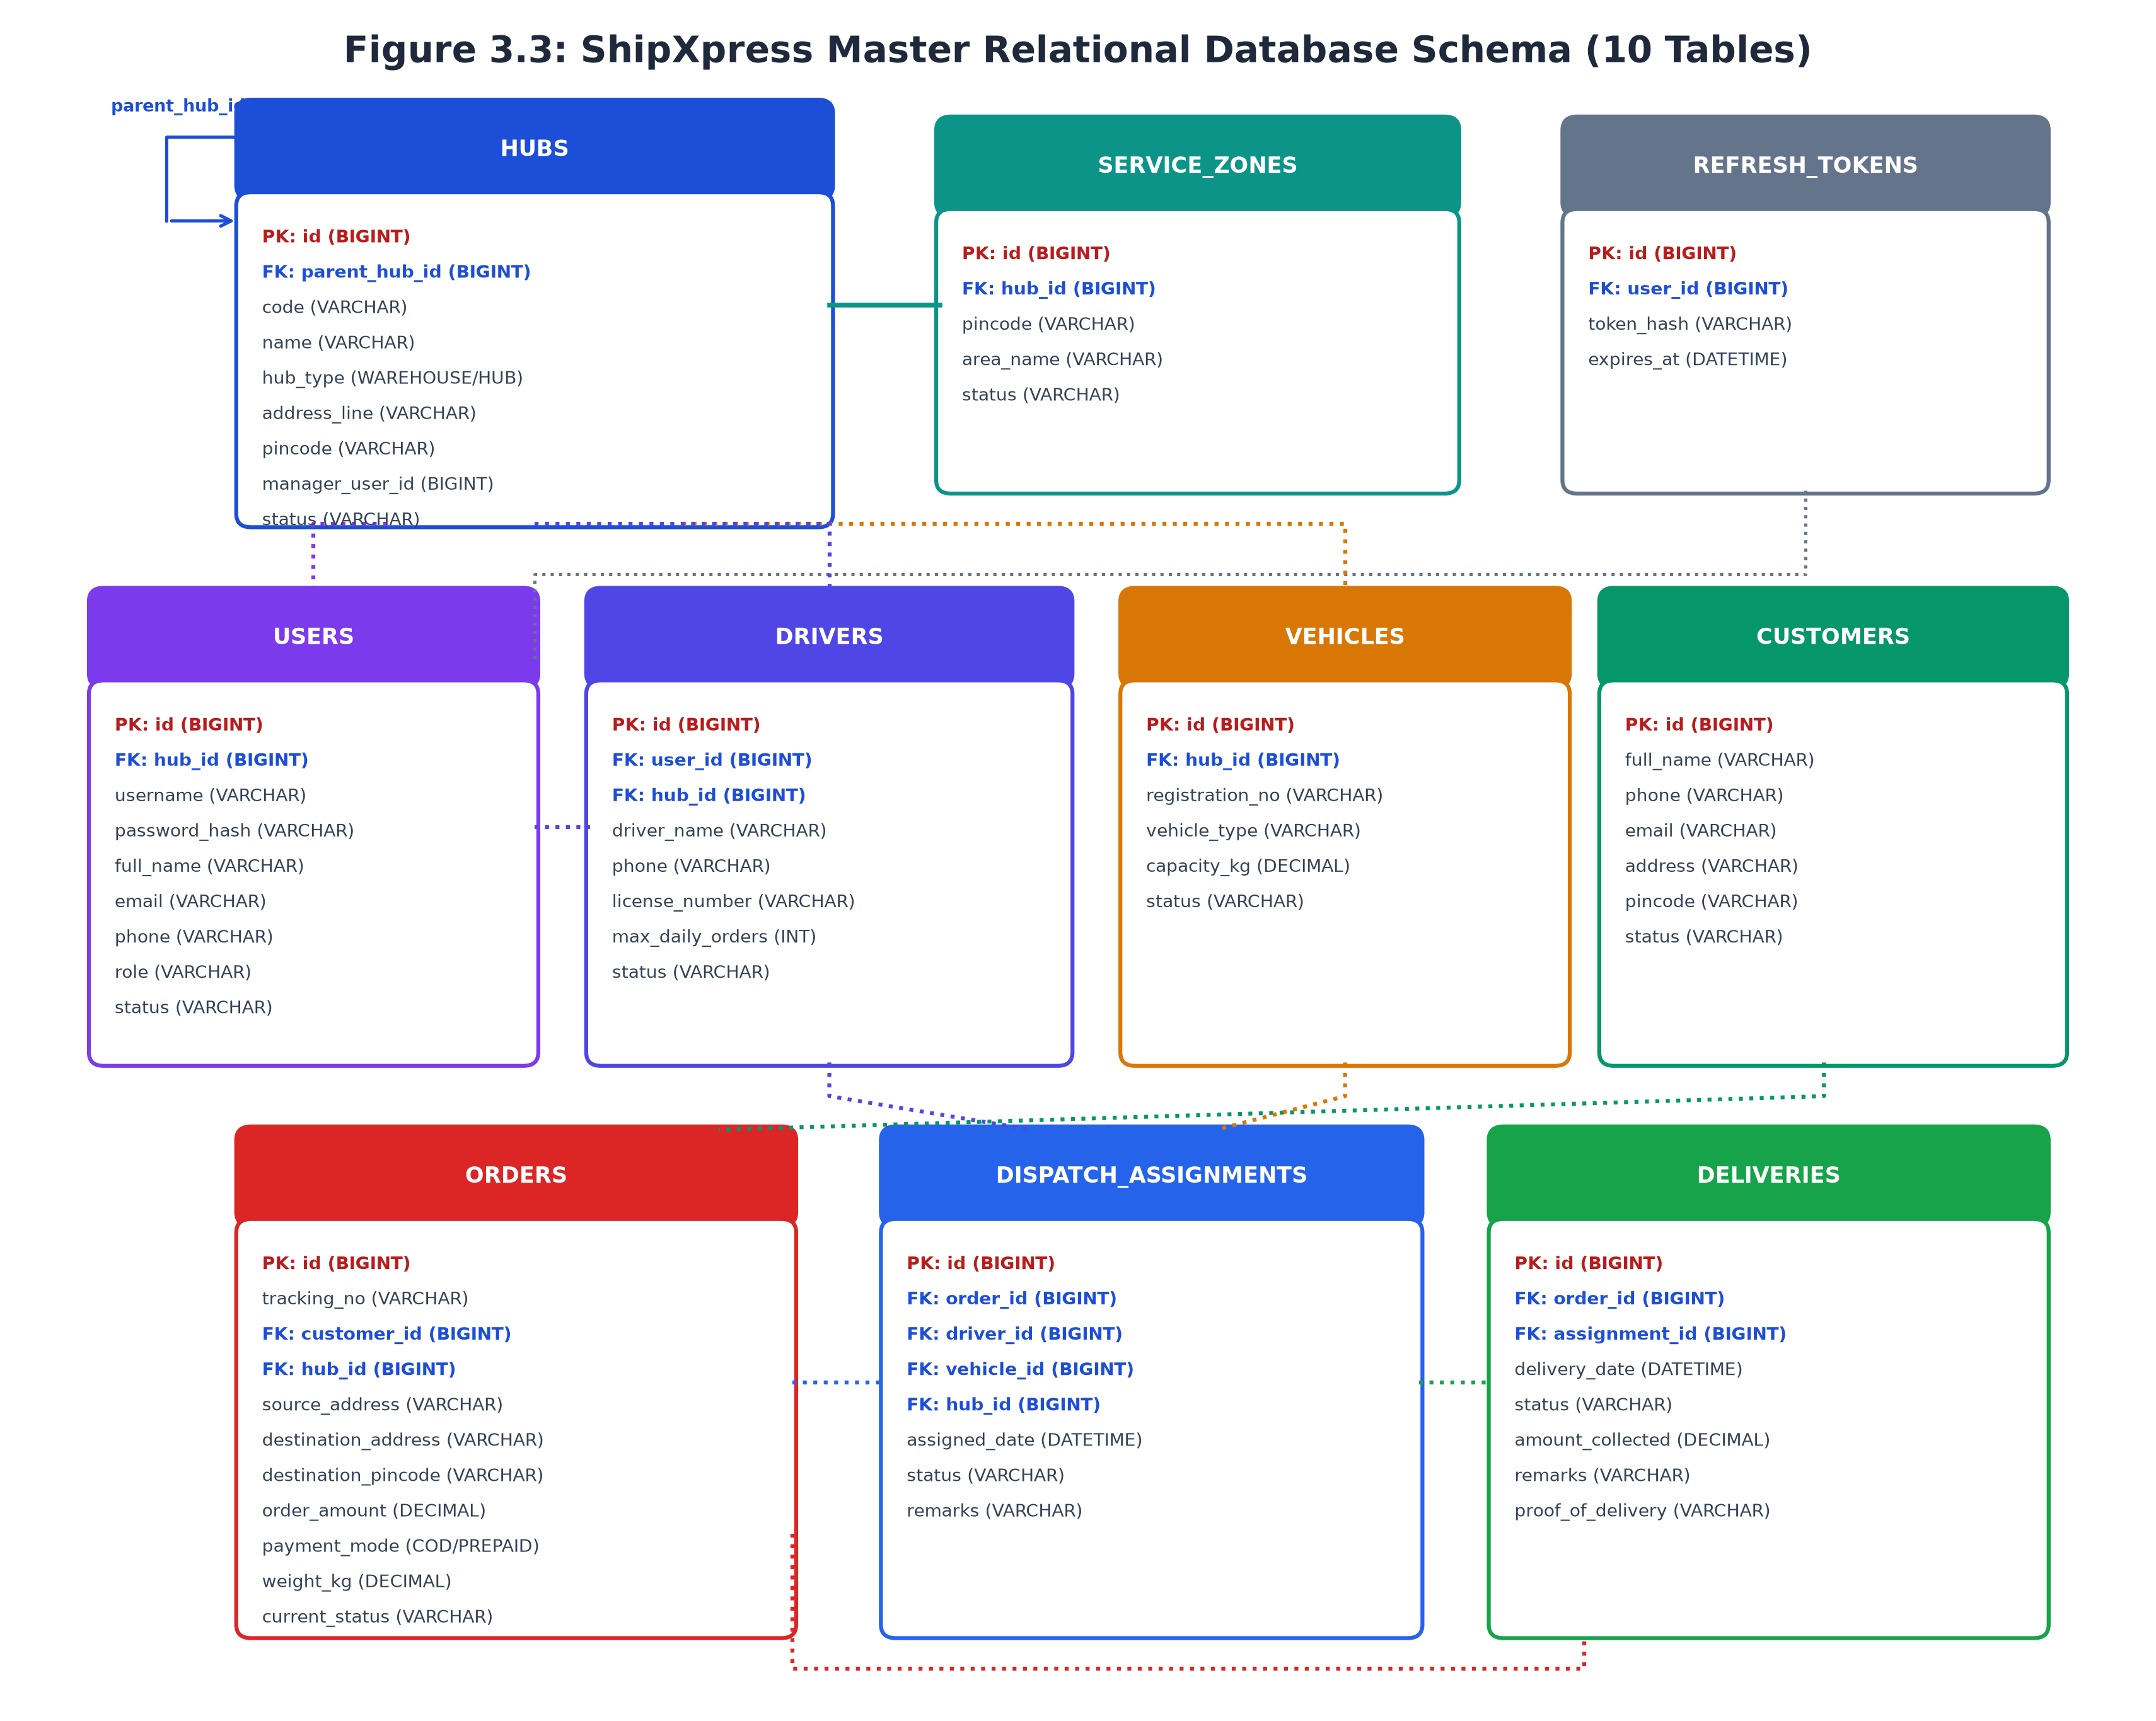 Figure 3.3: ShipXpress Master Relational Database Schema (10 Tables)
parent_hub_id
HUBS
PK: id (BIGINT)
FK: parent_hub_id (BIGINT)
code (VARCHAR)
name (VARCHAR)
hub_type (WAREHOUSE/HUB)
address_line (VARCHAR)
pincode (VARCHAR)
manager_user_id (BIGINT)
status (VARCHAR)
SERVICE_ZONES
PK: id (BIGINT)
FK: hub_id (BIGINT)
pincode (VARCHAR)
area_name (VARCHAR)
status (VARCHAR)
REFRESH_TOKENS
PK: id (BIGINT)
FK: user_id (BIGINT)
token_hash (VARCHAR)
expires_at (DATETIME)
USERS
PK: id (BIGINT)
FK: hub_id (BIGINT)
username (VARCHAR)
password_hash (VARCHAR)
full_name (VARCHAR)
email (VARCHAR)
phone (VARCHAR)
role (VARCHAR)
status (VARCHAR)
DRIVERS
PK: id (BIGINT)
FK: user_id (BIGINT)
FK: hub_id (BIGINT)
driver_name (VARCHAR)
phone (VARCHAR)
license_number (VARCHAR)
max_daily_orders (INT)
status (VARCHAR)
VEHICLES
PK: id (BIGINT)
FK: hub_id (BIGINT)
registration_no (VARCHAR)
vehicle_type (VARCHAR)
capacity_kg (DECIMAL)
status (VARCHAR)
CUSTOMERS
PK: id (BIGINT)
full_name (VARCHAR)
phone (VARCHAR)
email (VARCHAR)
address (VARCHAR)
pincode (VARCHAR)
status (VARCHAR)
ORDERS
PK: id (BIGINT)
tracking_no (VARCHAR)
FK: customer_id (BIGINT)
FK: hub_id (BIGINT)
source_address (VARCHAR)
destination_address (VARCHAR)
destination_pincode (VARCHAR)
order_amount (DECIMAL)
payment_mode (COD/PREPAID)
weight_kg (DECIMAL)
current_status (VARCHAR)
DISPATCH_ASSIGNMENTS
PK: id (BIGINT)
FK: order_id (BIGINT)
FK: driver_id (BIGINT)
FK: vehicle_id (BIGINT)
FK: hub_id (BIGINT)
assigned_date (DATETIME)
status (VARCHAR)
remarks (VARCHAR)
DELIVERIES
PK: id (BIGINT)
FK: order_id (BIGINT)
FK: assignment_id (BIGINT)
delivery_date (DATETIME)
status (VARCHAR)
amount_collected (DECIMAL)
remarks (VARCHAR)
proof_of_delivery (VARCHAR)